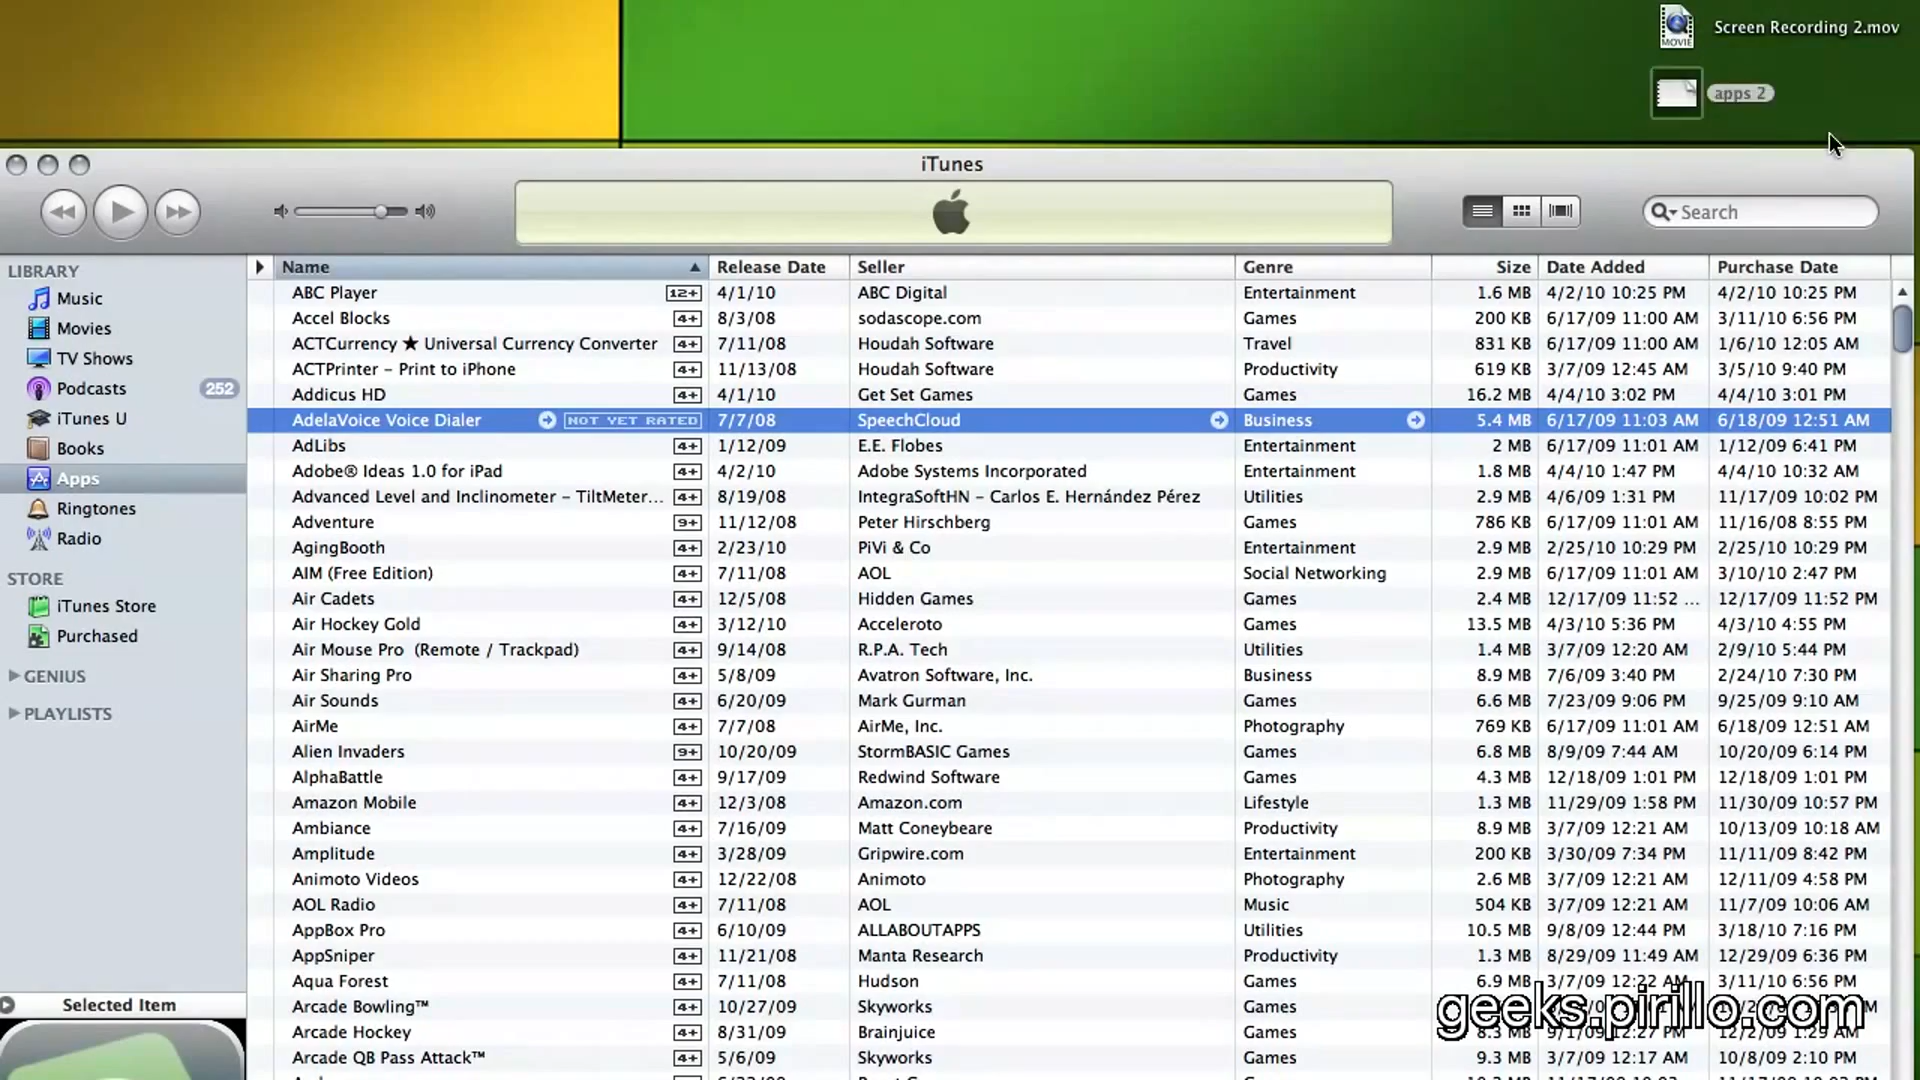 Screen Recording 2.mov
MOVIE
apps 2
iTunes
Search
LIBRARY
Music
Movies
TV Shows
Podcasts 252
iTunes U
Books
Apps
Ringtones
Radio
STORE
iTunes Store
Purchased
GENIUS
PLAYLISTS
Selected Item
Name Release Date Seller Genre Size Date Added Purchase Date
ABC Player 12+ 4/1/10 ABC Digital Entertainment 1.6 MB 4/2/10 10:25 PM 4/2/10 10:25 PM
Accel Blocks 4+ 8/3/08 sodascope.com Games 200 KB 6/17/09 11:00 AM 3/11/10 6:56 PM
ACTCurrency ★ Universal Currency Converter 4+ 7/11/08 Houdah Software Travel 831 KB 6/17/09 11:00 AM 1/6/10 12:05 AM
ACTPrinter – Print to iPhone 4+ 11/13/08 Houdah Software Productivity 619 KB 3/7/09 12:45 AM 3/5/10 9:40 PM
Addicus HD 4+ 4/1/10 Get Set Games Games 16.2 MB 4/4/10 3:02 PM 4/4/10 3:01 PM
AdelaVoice Voice Dialer NOT YET RATED 7/7/08 SpeechCloud Business 5.4 MB 6/17/09 11:03 AM 6/18/09 12:51 AM
AdLibs 4+ 1/12/09 E.E. Flobes Entertainment 2 MB 6/17/09 11:01 AM 1/12/09 6:41 PM
Adobe® Ideas 1.0 for iPad 4+ 4/2/10 Adobe Systems Incorporated Entertainment 1.8 MB 4/4/10 1:47 PM 4/4/10 10:32 AM
Advanced Level and Inclinometer – TiltMeter... 4+ 8/19/08 IntegraSoftHN – Carlos E. Hernández Pérez Utilities 2.9 MB 4/6/09 1:31 PM 11/17/09 10:02 PM
Adventure 9+ 11/12/08 Peter Hirschberg Games 786 KB 6/17/09 11:01 AM 11/16/08 8:55 PM
AgingBooth 4+ 2/23/10 PiVi & Co Entertainment 2.9 MB 2/25/10 10:29 PM 2/25/10 10:29 PM
AIM (Free Edition) 4+ 7/11/08 AOL Social Networking 2.9 MB 6/17/09 11:01 AM 3/10/10 2:47 PM
Air Cadets 4+ 12/5/08 Hidden Games Games 2.4 MB 12/17/09 11:52 ... 12/17/09 11:52 PM
Air Hockey Gold 4+ 3/12/10 Acceleroto Games 13.5 MB 4/3/10 5:36 PM 4/3/10 4:55 PM
Air Mouse Pro (Remote / Trackpad) 4+ 9/14/08 R.P.A. Tech Utilities 1.4 MB 3/7/09 12:20 AM 2/9/10 5:44 PM
Air Sharing Pro 4+ 5/8/09 Avatron Software, Inc. Business 8.9 MB 7/6/09 3:40 PM 2/24/10 7:30 PM
Air Sounds 4+ 6/20/09 Mark Gurman Games 6.6 MB 7/23/09 9:06 PM 9/25/09 9:10 AM
AirMe 4+ 7/7/08 AirMe, Inc. Photography 769 KB 6/17/09 11:01 AM 6/18/09 12:51 AM
Alien Invaders 9+ 10/20/09 StormBASIC Games Games 6.8 MB 8/9/09 7:44 AM 10/20/09 6:14 PM
AlphaBattle 4+ 9/17/09 Redwind Software Games 4.3 MB 12/18/09 1:01 PM 12/18/09 1:01 PM
Amazon Mobile 4+ 12/3/08 Amazon.com Lifestyle 1.3 MB 11/29/09 1:58 PM 11/30/09 10:57 PM
Ambiance 4+ 7/16/09 Matt Coneybeare Productivity 8.9 MB 3/7/09 12:21 AM 10/13/09 10:18 AM
Amplitude 4+ 3/28/09 Gripwire.com Entertainment 200 KB 3/30/09 7:34 PM 11/11/09 8:42 PM
Animoto Videos 4+ 12/22/08 Animoto Photography 2.6 MB 3/7/09 12:21 AM 12/11/09 4:58 PM
AOL Radio 4+ 7/11/08 AOL Music 504 KB 3/7/09 12:21 AM 11/7/09 10:06 AM
AppBox Pro 4+ 6/10/09 ALLABOUTAPPS Utilities 10.5 MB 9/8/09 12:44 PM 3/18/10 7:16 PM
AppSniper 4+ 11/21/08 Manta Research Productivity 1.3 MB 8/29/09 11:49 AM 12/29/09 6:36 PM
Aqua Forest 4+ 7/11/08 Hudson Games 6.9 MB 3/7/09 12:22 AM 3/11/10 6:56 PM
Arcade Bowling™ 4+ 10/27/09 Skyworks Games
Arcade Hockey 4+ 8/31/09 Brainjuice Games 8.3 MB 9/1/09 12:27 PM 1:29 AM
Arcade QB Pass Attack™ 4+ 5/6/09 Skyworks Games 9.3 MB 3/7/09 12:17 AM 10/8/09 2:10 PM
geeks.pirillo.com